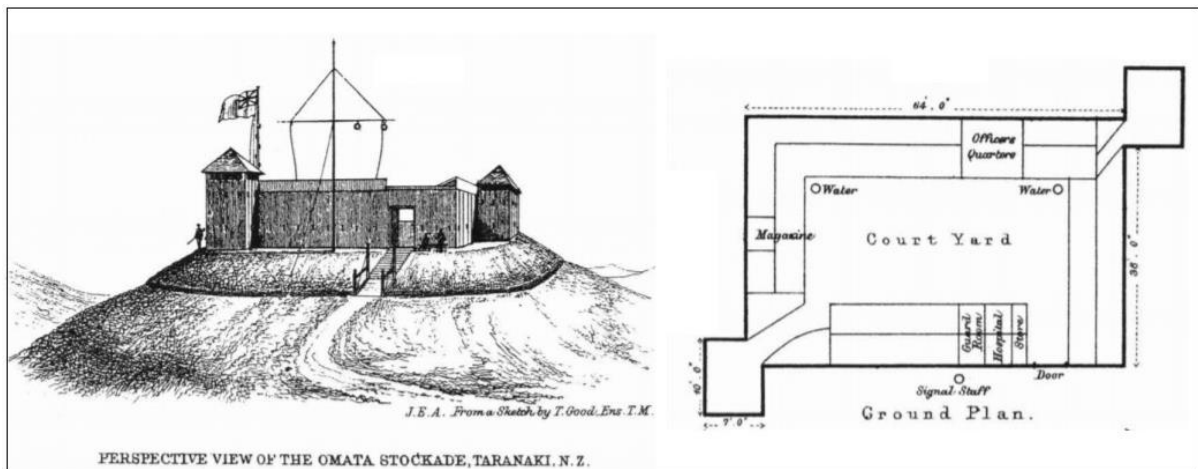 J.E.A. From a Sketch by T. Good. Ens. T.M.
PERSPECTIVE VIEW OF THE OMATA STOCKADE, TARANAKI. N.Z.
64'. 0"
Officers
Quarters
Water
Water
Magazine
Court Yard
36'. 0"
Guard
Room
Hospital
Store
10'. 0"
Door
Signal Staff
7'. 0"
Ground Plan.